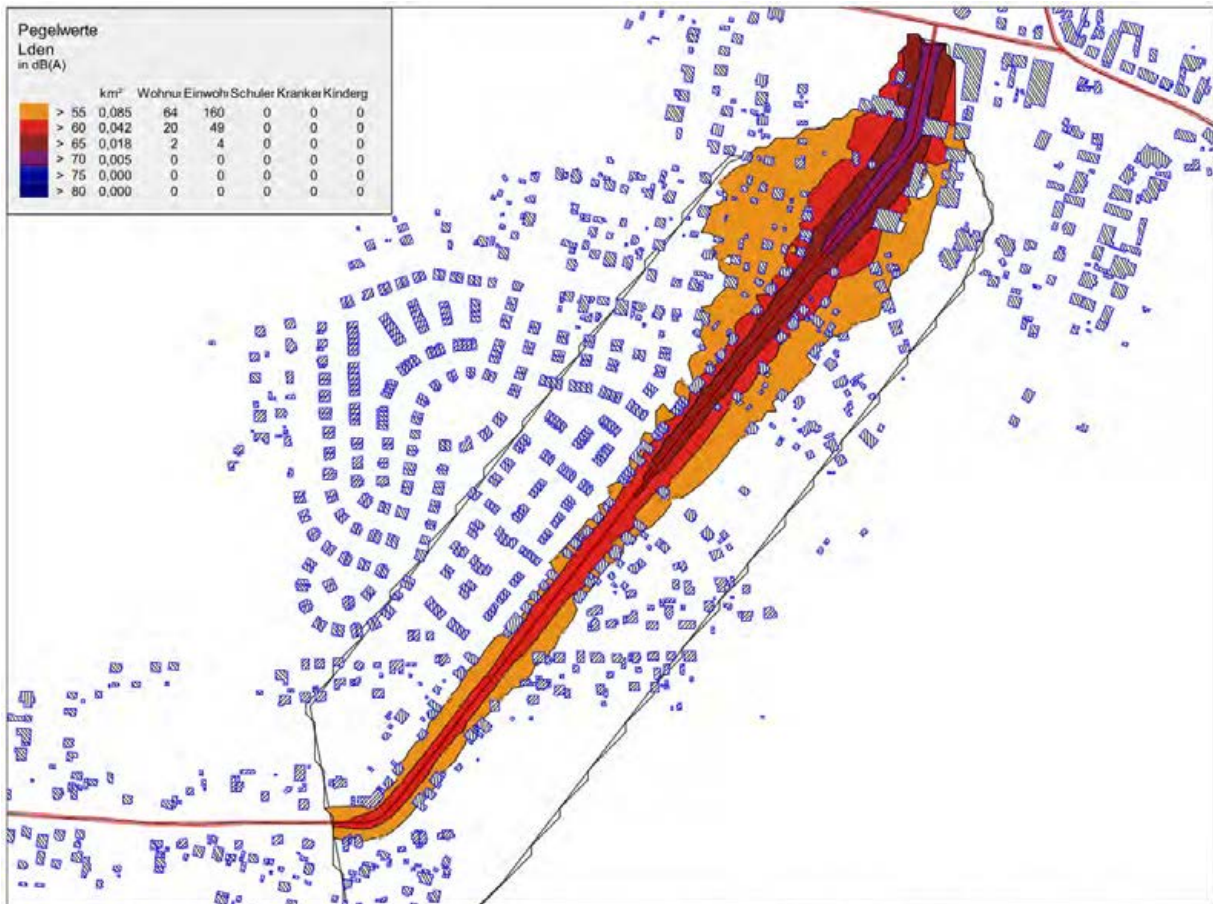 Pegelwerte
Lden
in dB(A)
km² Wohnur Einwohr Schuler Kranker Kinderg
> 55 0,085 64 160 0 0 0
> 60 0,042 20 49 0 0 0
> 65 0,018 2 4 0 0 0
> 70 0,005 0 0 0 0 0
> 75 0,000 0 0 0 0 0
> 80 0,000 0 0 0 0 0